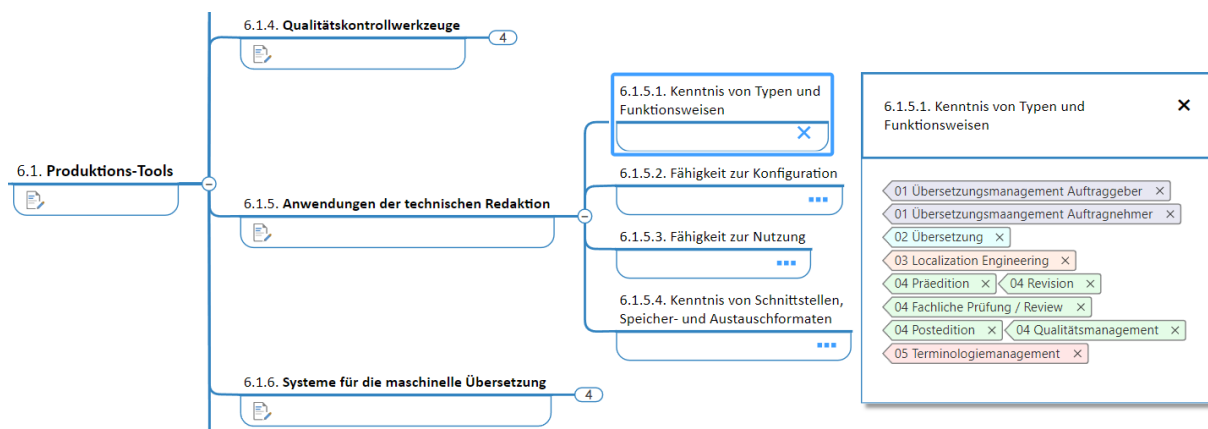 6.1.4. Qualitätskontrollwerkzeuge
4
6.1. Produktions-Tools
6.1.5. Anwendungen der technischen Redaktion
6.1.5.1. Kenntnis von Typen und
Funktionsweisen
6.1.5.2. Fähigkeit zur Konfiguration
6.1.5.3. Fähigkeit zur Nutzung
6.1.5.4. Kenntnis von Schnittstellen,
Speicher- und Austauschformaten
6.1.6. Systeme für die maschinelle Übersetzung
4
6.1.5.1. Kenntnis von Typen und
Funktionsweisen
01 Übersetzungsmanagement Auftraggeber
01 Übersetzungsmaangement Auftragnehmer
02 Übersetzung
03 Localization Engineering
04 Präedition 04 Revision
04 Fachliche Prüfung / Review
04 Postedition 04 Qualitätsmanagement
05 Terminologiemanagement